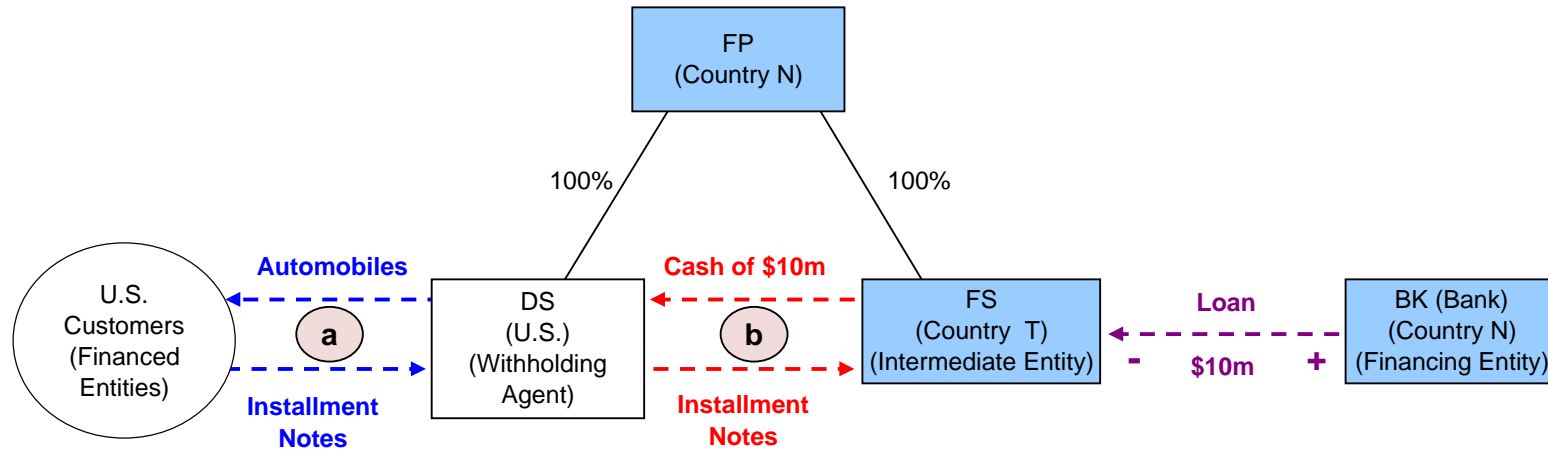 FP
(Country N)
100%
100%
Automobiles
Cash of $10m
U.S.
Customers
(Financed
Entities)
a
DS
(U.S.)
(Withholding
Agent)
b
FS
(Country T)
(Intermediate Entity)
Loan
- $10m +
BK (Bank)
(Country N)
(Financing Entity)
Installment
Notes
Installment
Notes